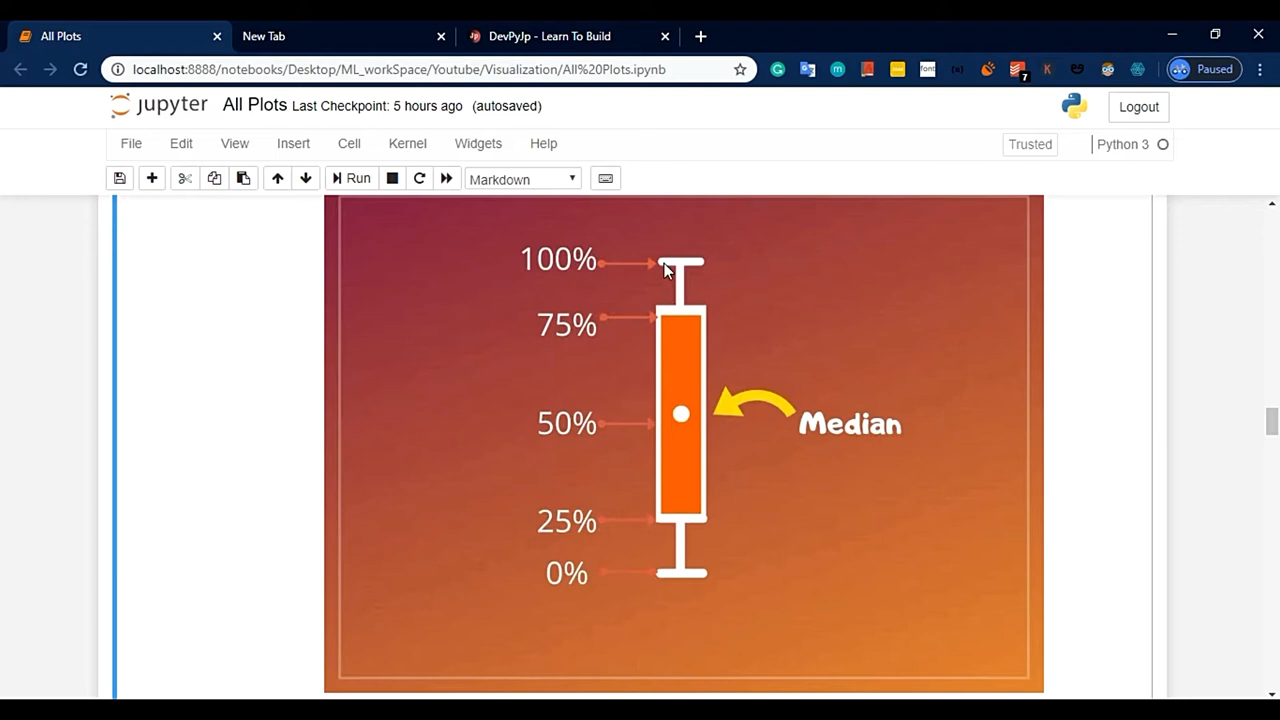 All Plots
New Tab
DevPyJp - Learn To Build
localhost:8888/notebooks/Desktop/ML_workSpace/Youtube/Visualization/All%20Plots.ipynb
7
Paused
jupyter All Plots Last Checkpoint: 5 hours ago (autosaved)
Logout
File Edit View Insert Cell Kernel Widgets Help
Trusted
Python 3
Run
Markdown
100%
75%
50%
Median
25%
0%